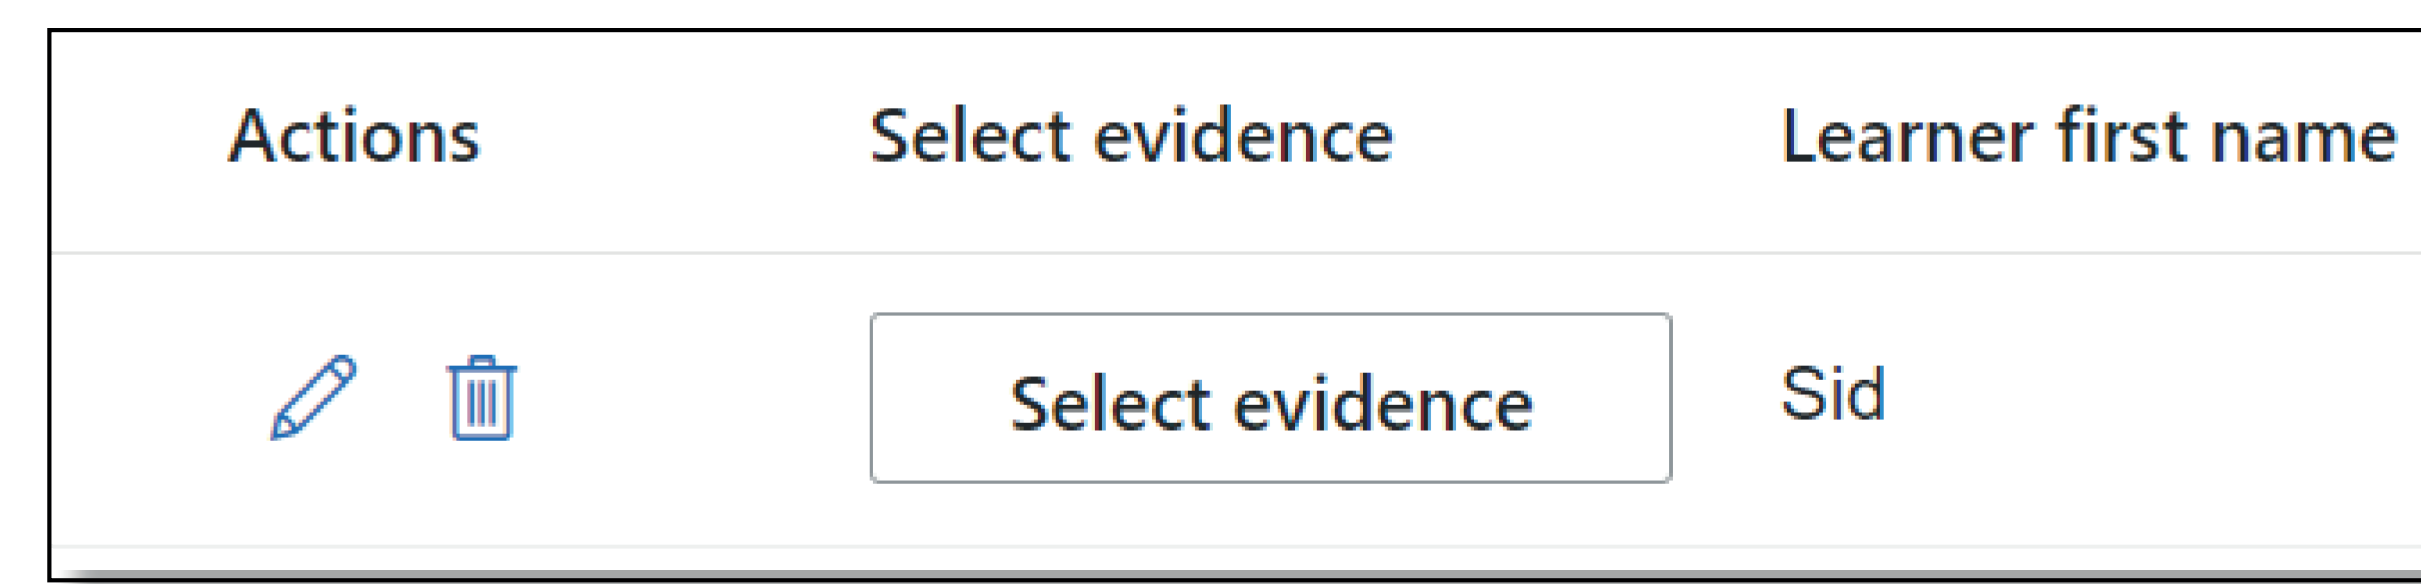 Actions Select evidence Learner first name
Select evidence Sid